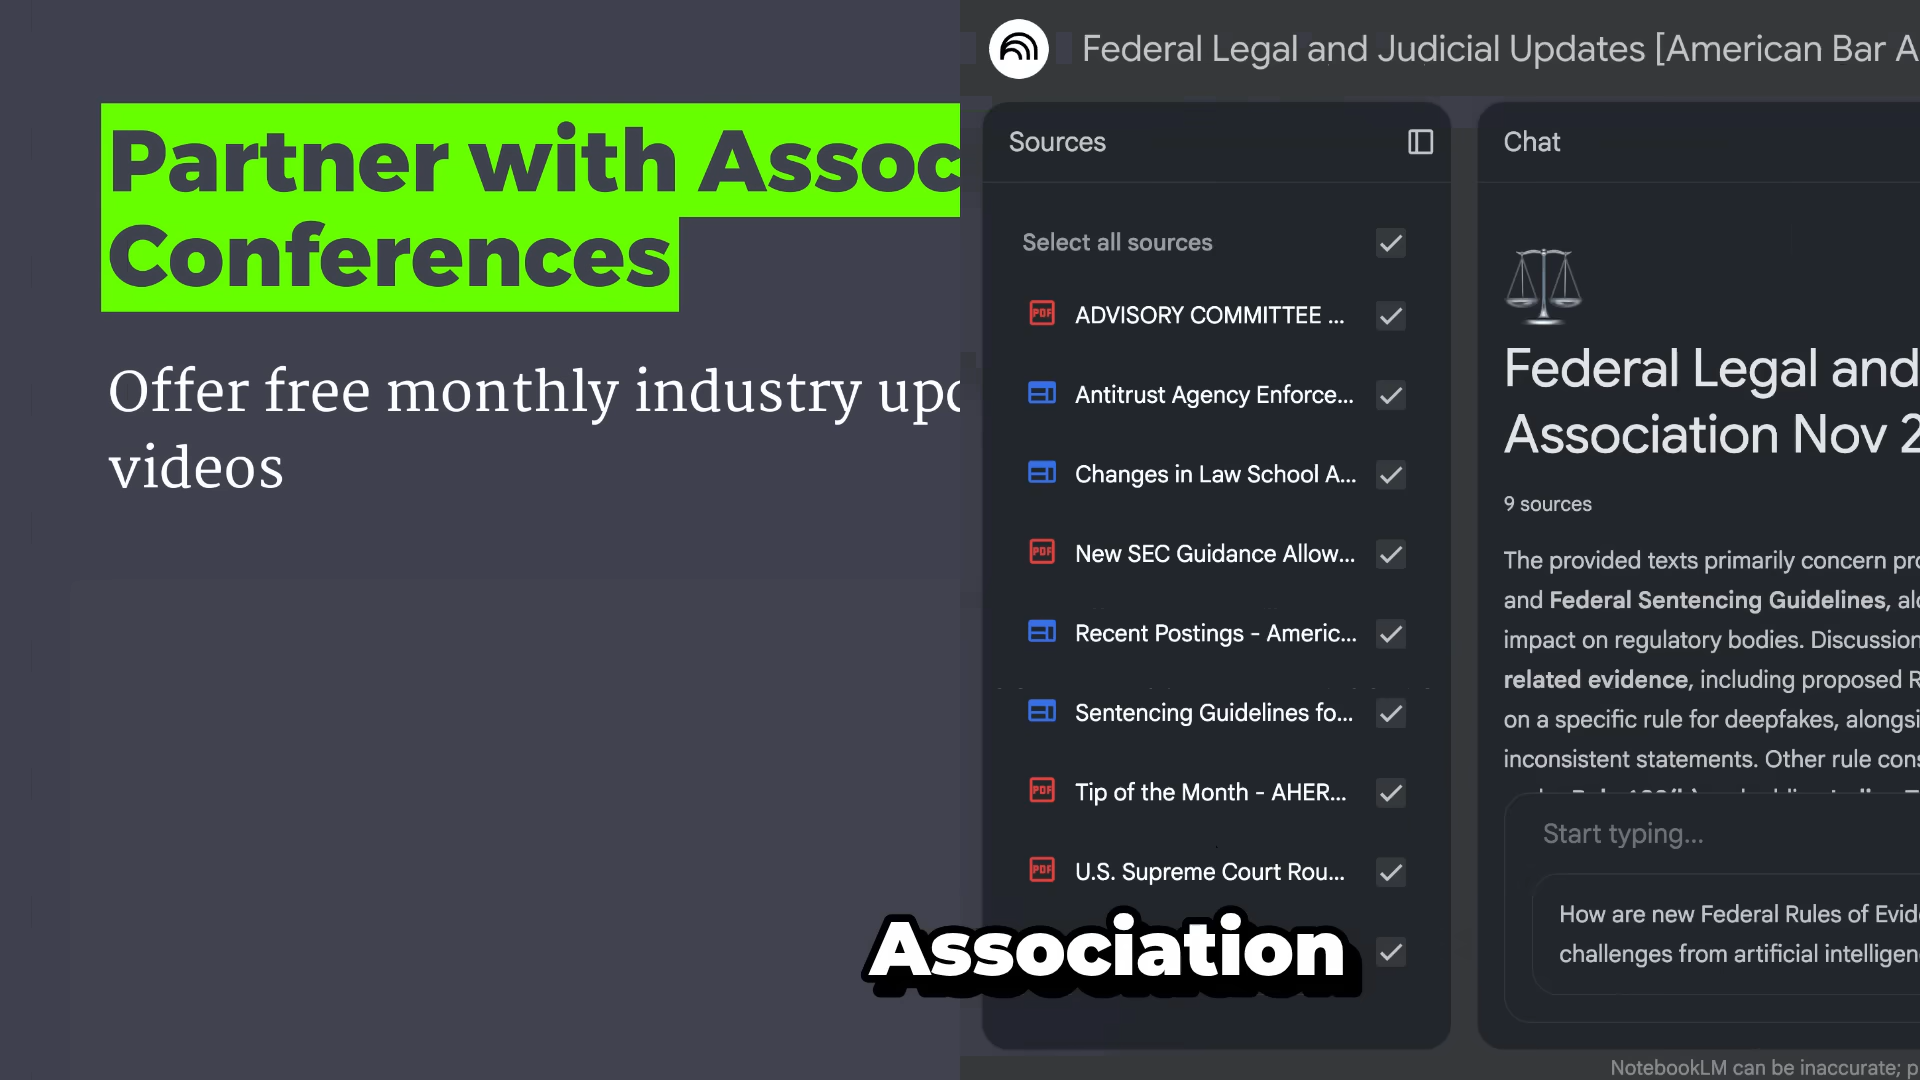 Partner with Assoc
Conferences
Offer free monthly industry upd
videos
Federal Legal and Judicial Updates [American Bar A
Sources
Select all sources
ADVISORY COMMITTEE ...
Antitrust Agency Enforce...
Changes in Law School A...
New SEC Guidance Allow...
Recent Postings - Americ...
Sentencing Guidelines fo...
Tip of the Month - AHER...
U.S. Supreme Court Rou...
Association
Chat
Federal Legal and
Association Nov 2
9 sources
The provided texts primarily concern pro
and Federal Sentencing Guidelines, alo
impact on regulatory bodies. Discussion
related evidence, including proposed R
on a specific rule for deepfakes, alongsi
inconsistent statements. Other rule cons
Start typing...
How are new Federal Rules of Evid
challenges from artificial intelligen
NotebookLM can be inaccurate; p